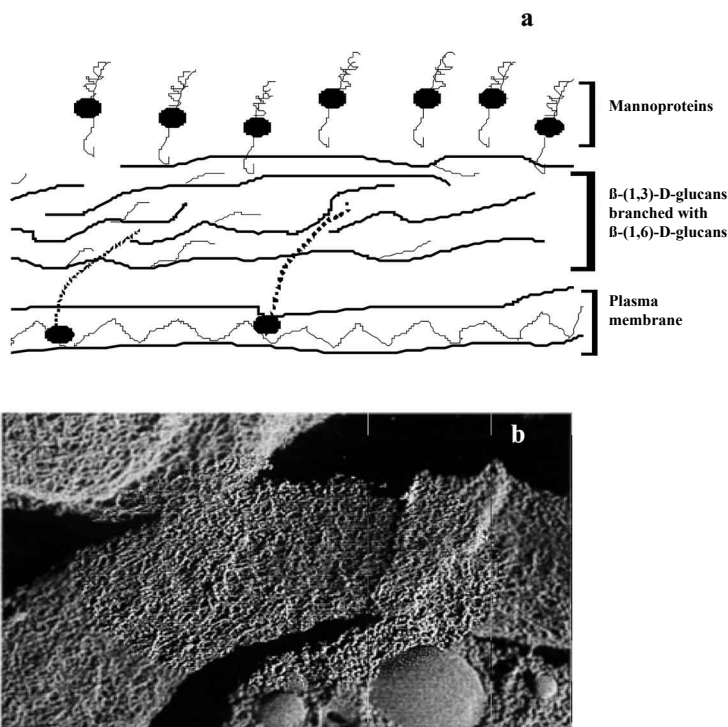 a
Mannoproteins
ß-(1,3)-D-glucans
branched with
ß-(1,6)-D-glucans
Plasma
membrane
b